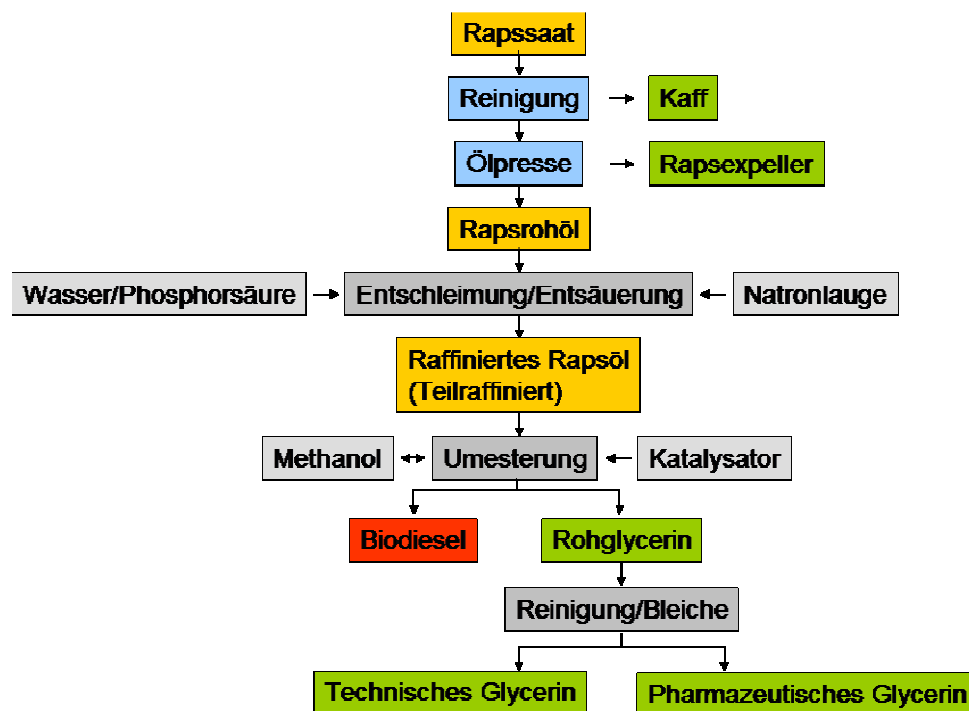 Rapssaat
Reinigung
Kaff
Ölpresse
Rapsexpeller
Rapsrohöl
Wasser/Phosphorsäure
Entschleimung/Entsäuerung
Natronlauge
Raffiniertes Rapsöl
(Teilraffiniert)
Methanol
Umesterung
Katalysator
Biodiesel
Rohglycerin
Reinigung/Bleiche
Technisches Glycerin
Pharmazeutisches Glycerin